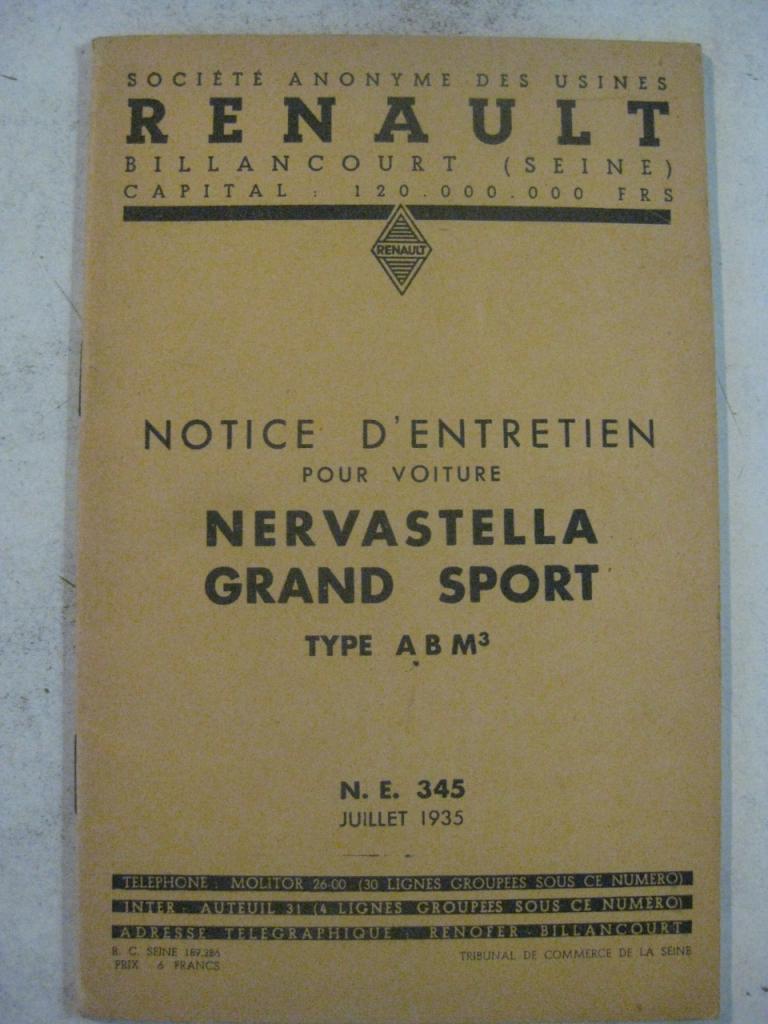 SOCIÉTÉ ANONYME DES USINES
RENAULT
BILLANCOURT (SEINE)
CAPITAL : 120.000.000 FRS
RENAULT
NOTICE D'ENTRETIEN
POUR VOITURE
NERVASTELLA
GRAND SPORT
TYPE ABM³
N. E. 345
JUILLET 1935
TELEPHONE : MOLITOR 26-00 (30 LIGNES GROUPEES SOUS CE NUMERO)
INTER : AUTEUIL 31 (4 LIGNES GROUPEES SOUS CE NUMERO)
ADRESSE TELEGRAPHIQUE : RENOFER-BILLANCOURT
R. C. SEINE 189.286
PRIX : 6 FRANCS
TRIBUNAL DE COMMERCE DE LA SEINE